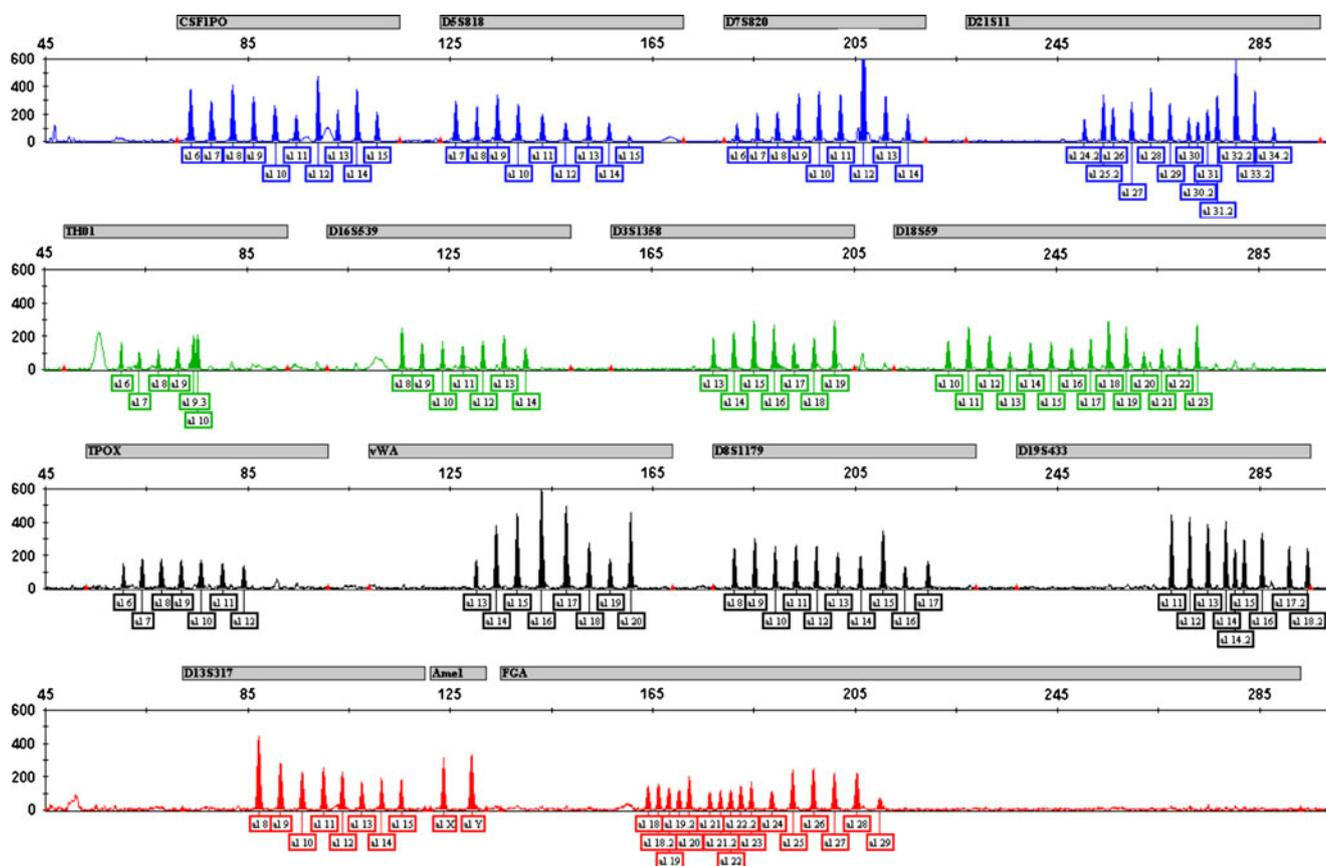 CSF1PO D5S818 D7S820 D21S11
45 85 125 165 205 245 285
600
400
200
0
al 6 al 7 al 8 al 9 al 11 al 13 al 15 al 7 al 8 al 9 al 11 al 13 al 15 al 6 al 7 al 8 al 9 al 11 al 13 al 24.2 al 26 al 28 al 30 al 32.2 al 34.2
al 10 al 12 al 14 al 10 al 12 al 14 al 10 al 12 al 14 al 25.2 al 29 al 31 al 33.2
al 27 al 30.2
al 31.2
TH01 D16S539 D3S1358 D18S59
45 85 125 165 205 245 285
600
400
200
0
al 6 al 8 al 9 al 8 al 9 al 11 al 13 al 13 al 15 al 17 al 19 al 10 al 12 al 14 al 16 al 18 al 20 al 22
al 7 al 9.3 al 10 al 12 al 14 al 14 al 16 al 18 al 11 al 13 al 15 al 17 al 19 al 21 al 23
al 10
TPOX vWA D8S1179 D19S433
45 85 125 165 205 245 285
600
400
200
0
al 6 al 8 al 9 al 11 al 13 al 15 al 17 al 19 al 8 al 9 al 11 al 13 al 15 al 17 al 11 al 13 al 15 al 17.2
al 7 al 10 al 12 al 14 al 16 al 18 al 20 al 10 al 12 al 14 al 16 al 12 al 14 al 16 al 18.2
al 14.2
D13S317 Amel FGA
45 85 125 165 205 245 285
600
400
200
0
al 8 al 9 al 11 al 13 al 15 al X al Y al 18 al 19.2 al 21 al 22.2 al 24 al 26 al 28
al 10 al 12 al 14 al 18.2 al 20 al 21.2 al 23 al 25 al 27 al 29
al 19 al 22